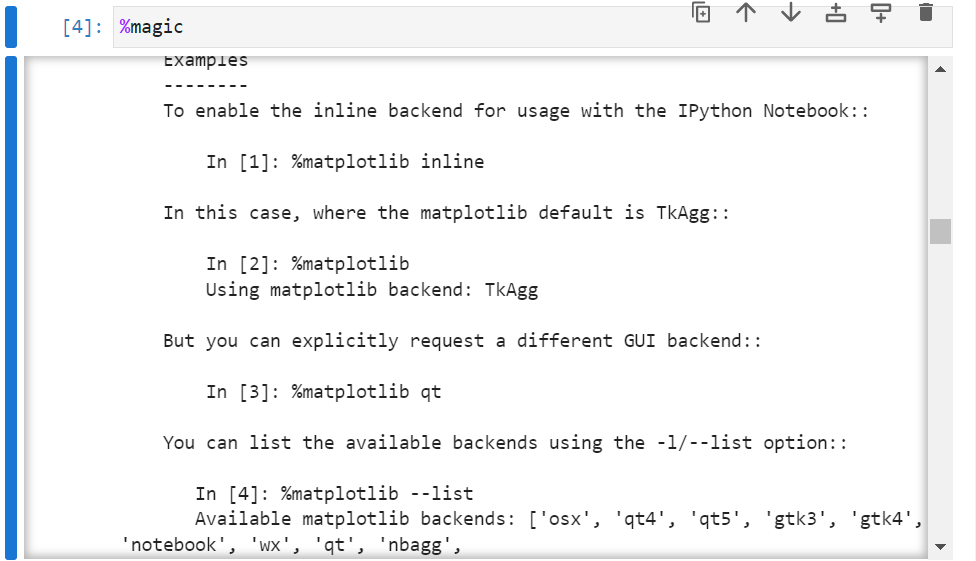 [4]: %magic
Examples
--------
To enable the inline backend for usage with the IPython Notebook::
In [1]: %matplotlib inline
In this case, where the matplotlib default is TkAgg::
In [2]: %matplotlib
Using matplotlib backend: TkAgg
But you can explicitly request a different GUI backend::
In [3]: %matplotlib qt
You can list the available backends using the -l/--list option::
In [4]: %matplotlib --list
Available matplotlib backends: ['osx', 'qt4', 'qt5', 'gtk3', 'gtk4',
'notebook', 'wx', 'qt', 'nbagg',